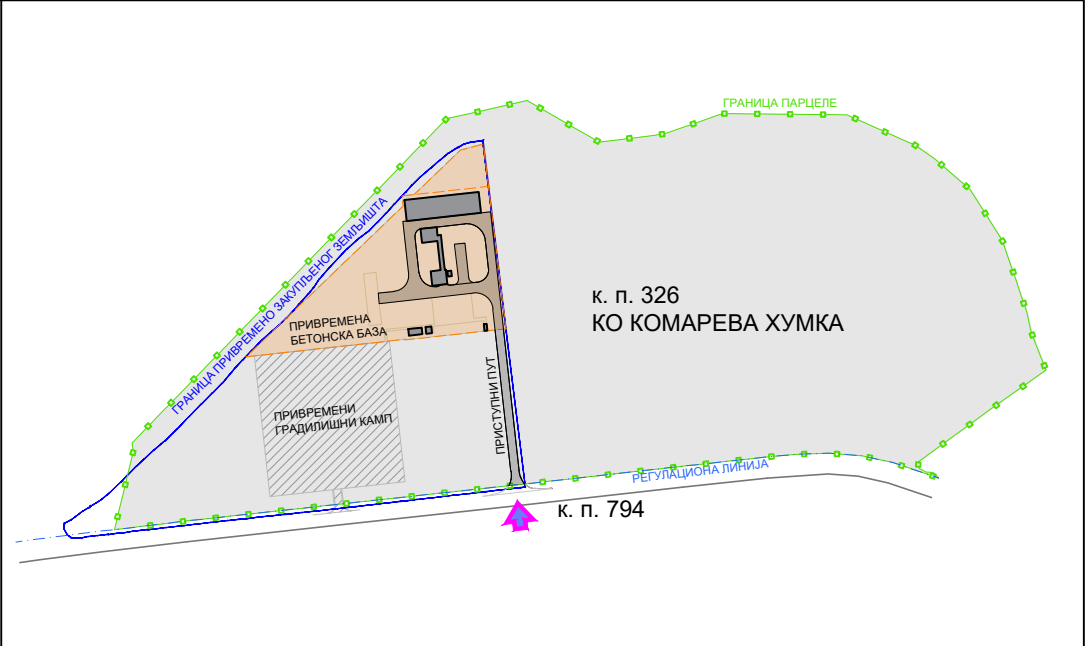 ГРАНИЦА ПАРЦЕЛЕ
ГРАНИЦА ПРИВРЕМЕНО ЗАКУПЉЕНОГ ЗЕМЉИШТА
к. п. 326
КО КОМАРЕВА ХУМКА
ПРИВРЕМЕНА
БЕТОНСКА БАЗА
ПРИСТУПНИ ПУТ
ПРИВРЕМЕНИ
ГРАДИЛИШНИ КАМП
РЕГУЛАЦИОНА ЛИНИЈА
к. п. 794